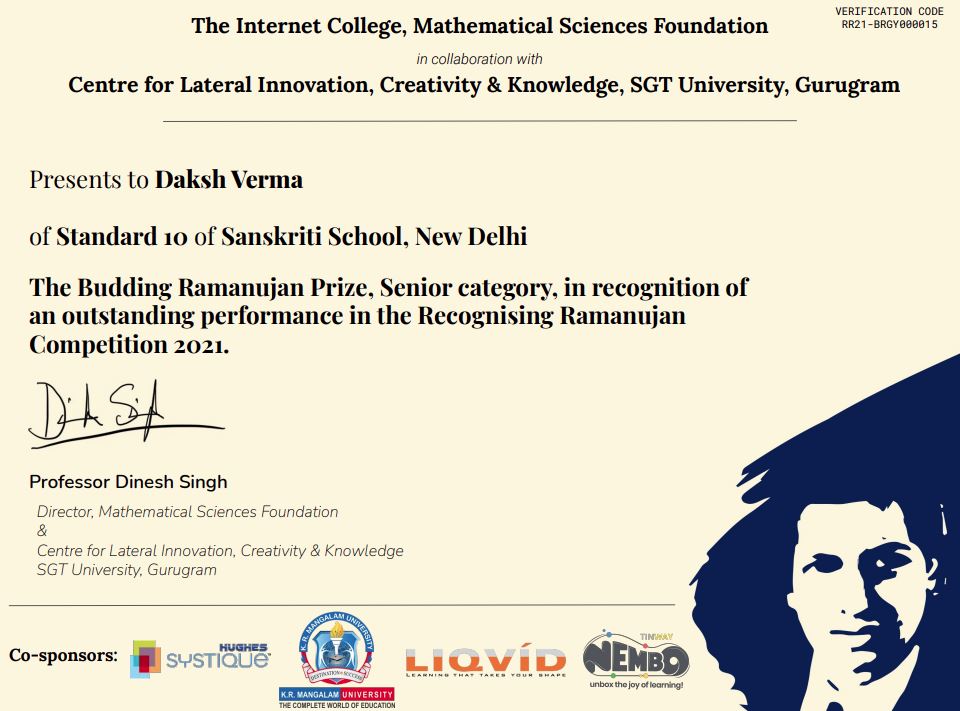 VERIFICATION CODE
RR21-BRGY000015
The Internet College, Mathematical Sciences Foundation
in collaboration with
Centre for Lateral Innovation, Creativity & Knowledge, SGT University, Gurugram
Presents to Daksh Verma
of Standard 10 of Sanskriti School, New Delhi
The Budding Ramanujan Prize, Senior category, in recognition of
an outstanding performance in the Recognising Ramanujan
Competition 2021.
Professor Dinesh Singh
Director, Mathematical Sciences Foundation
&
Centre for Lateral Innovation, Creativity & Knowledge
SGT University, Gurugram
Co-sponsors:
HUGHES
SYSTIQUE
K.R. MANGALAM UNIVERSITY
DESTINATION SUCCESS
K.R. MANGALAM UNIVERSITY
THE COMPLETE WORLD OF EDUCATION
LIQVÍD
LEARNING THAT TAKES YOUR SHAPE
TINWAY
NEMBO
unbox the joy of learning!